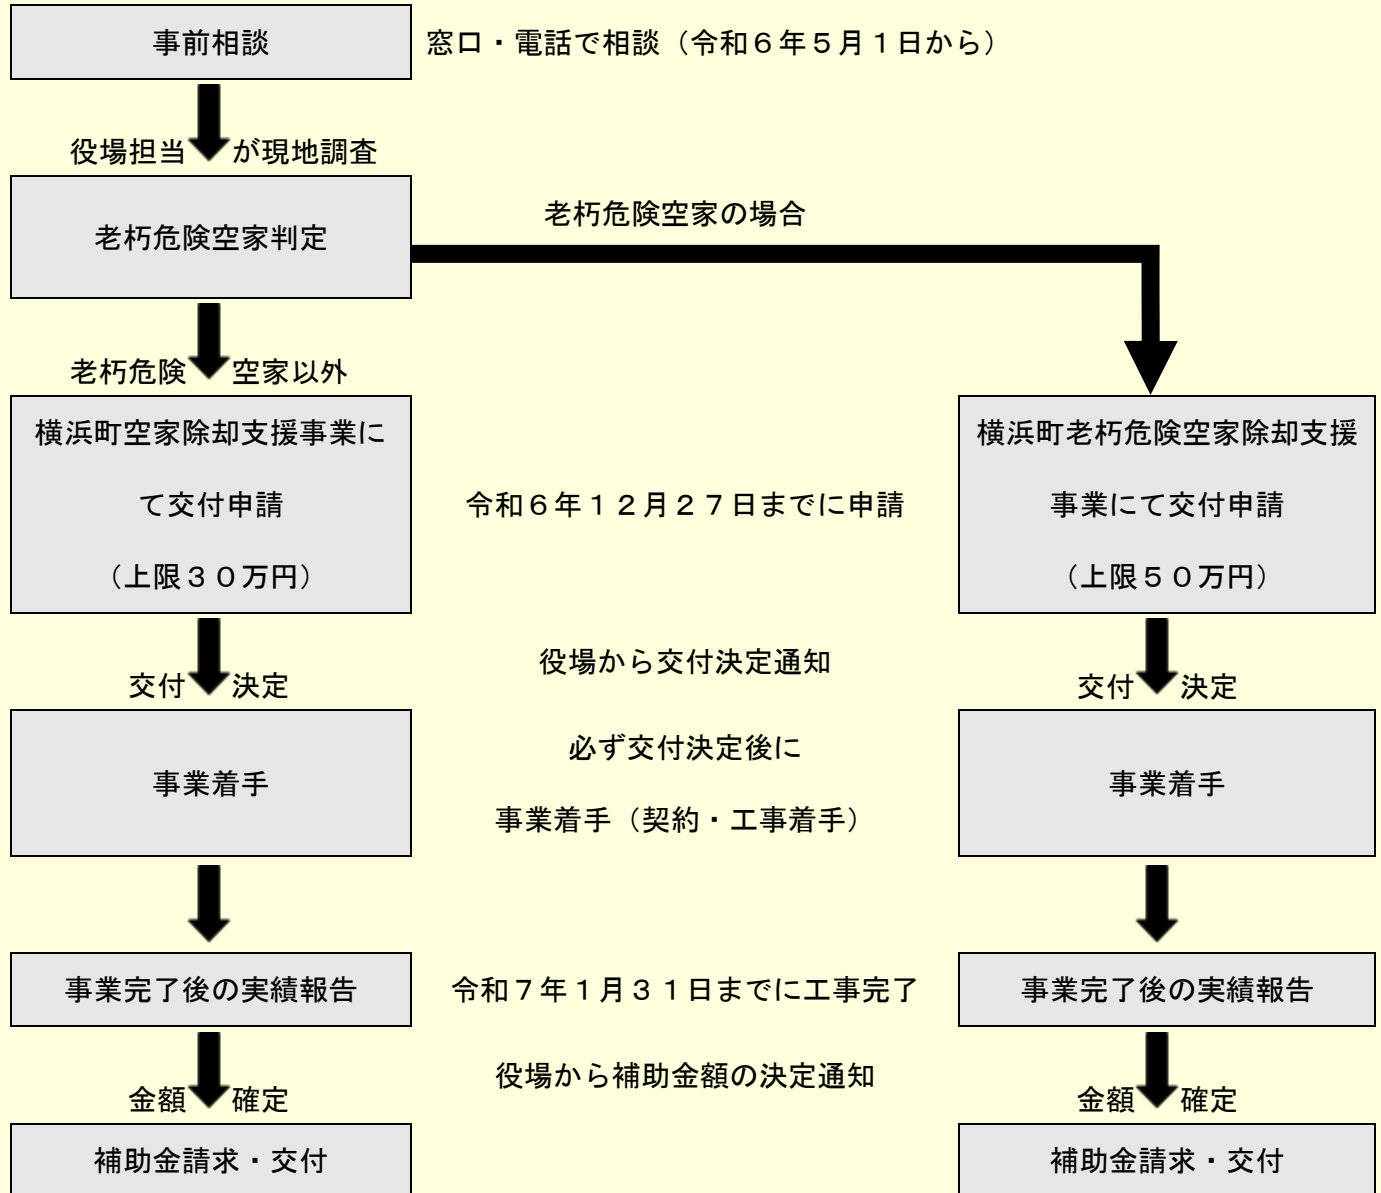 事前相談
窓口・電話で相談（令和６年５月１日から）
役場担当が現地調査
老朽危険空家判定
老朽危険空家の場合
老朽危険空家以外
横浜町空家除却支援事業に
て交付申請
（上限３０万円）
令和６年１２月２７日までに申請
横浜町老朽危険空家除却支援
事業にて交付申請
（上限５０万円）
交付決定
役場から交付決定通知
交付決定
事業着手
必ず交付決定後に
事業着手（契約・工事着手）
事業着手
事業完了後の実績報告
令和７年１月３１日までに工事完了
事業完了後の実績報告
金額確定
役場から補助金額の決定通知
金額確定
補助金請求・交付
補助金請求・交付